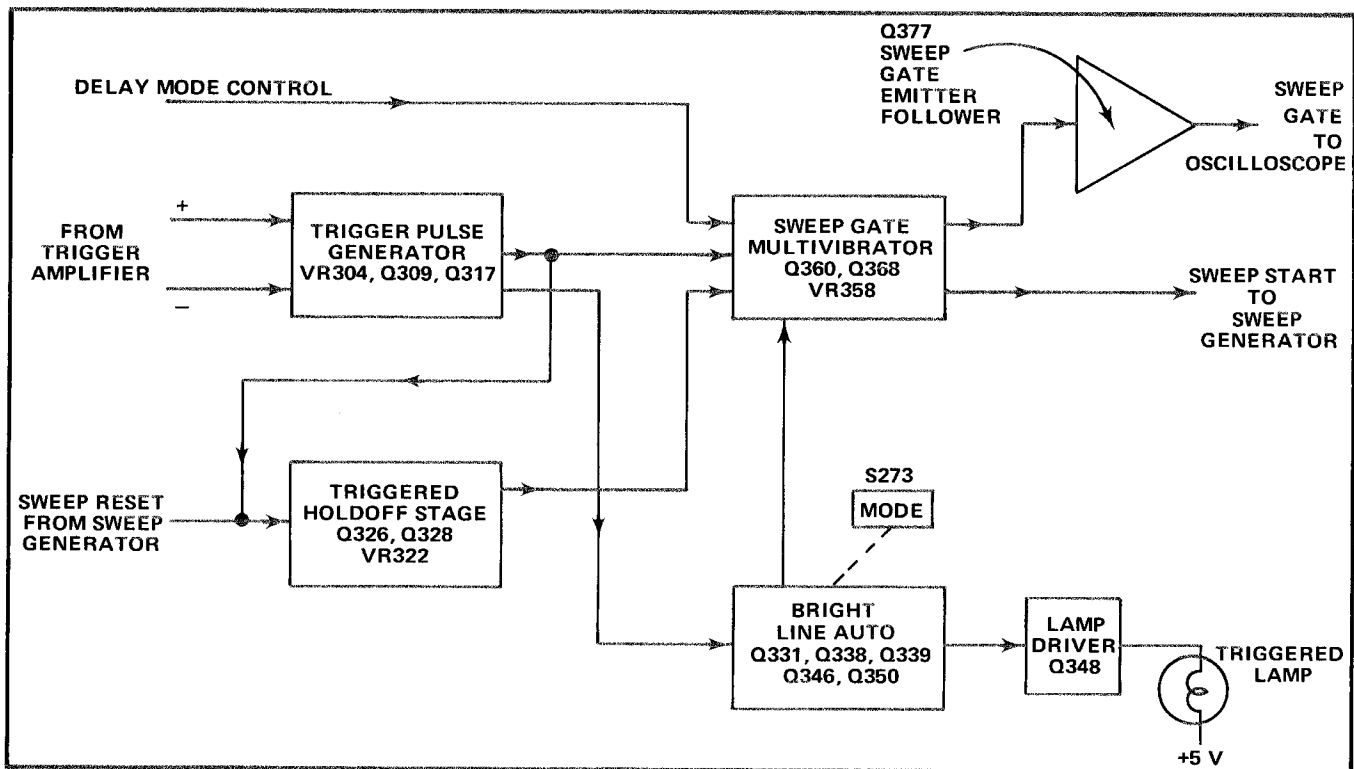 DELAY MODE CONTROL
Q377
SWEEP
GATE
EMITTER
FOLLOWER
SWEEP
GATE
TO
OSCILLOSCOPE
FROM
TRIGGER
AMPLIFIER
+
−
TRIGGER PULSE
GENERATOR
VR304, Q309, Q317
SWEEP GATE
MULTIVIBRATOR
Q360, Q368
VR358
SWEEP START
TO
SWEEP
GENERATOR
SWEEP RESET
FROM SWEEP
GENERATOR
TRIGGERED
HOLDOFF STAGE
Q326, Q328
VR322
S273
MODE
BRIGHT
LINE AUTO
Q331, Q338, Q339
Q346, Q350
LAMP
DRIVER
Q348
TRIGGERED
LAMP
+5 V